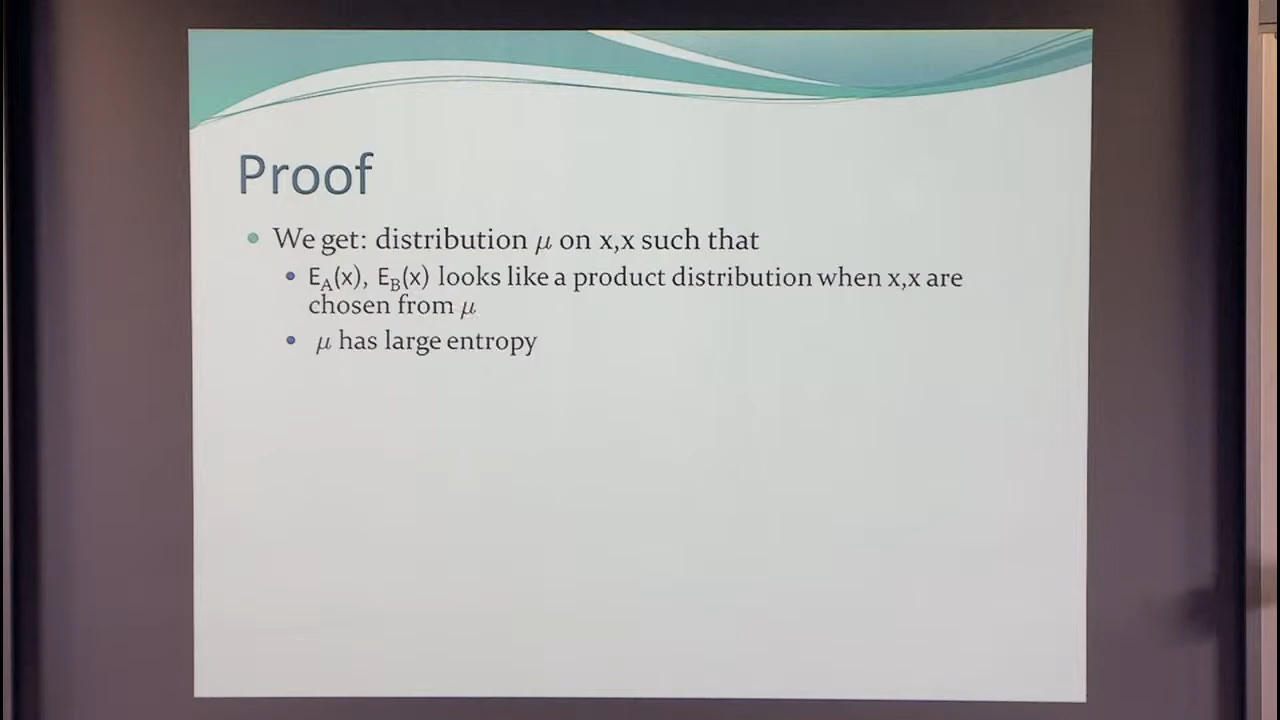 Proof
• We get: distribution μ on x,x such that
• E_A(x), E_B(x) looks like a product distribution when x,x are
chosen from μ
• μ has large entropy